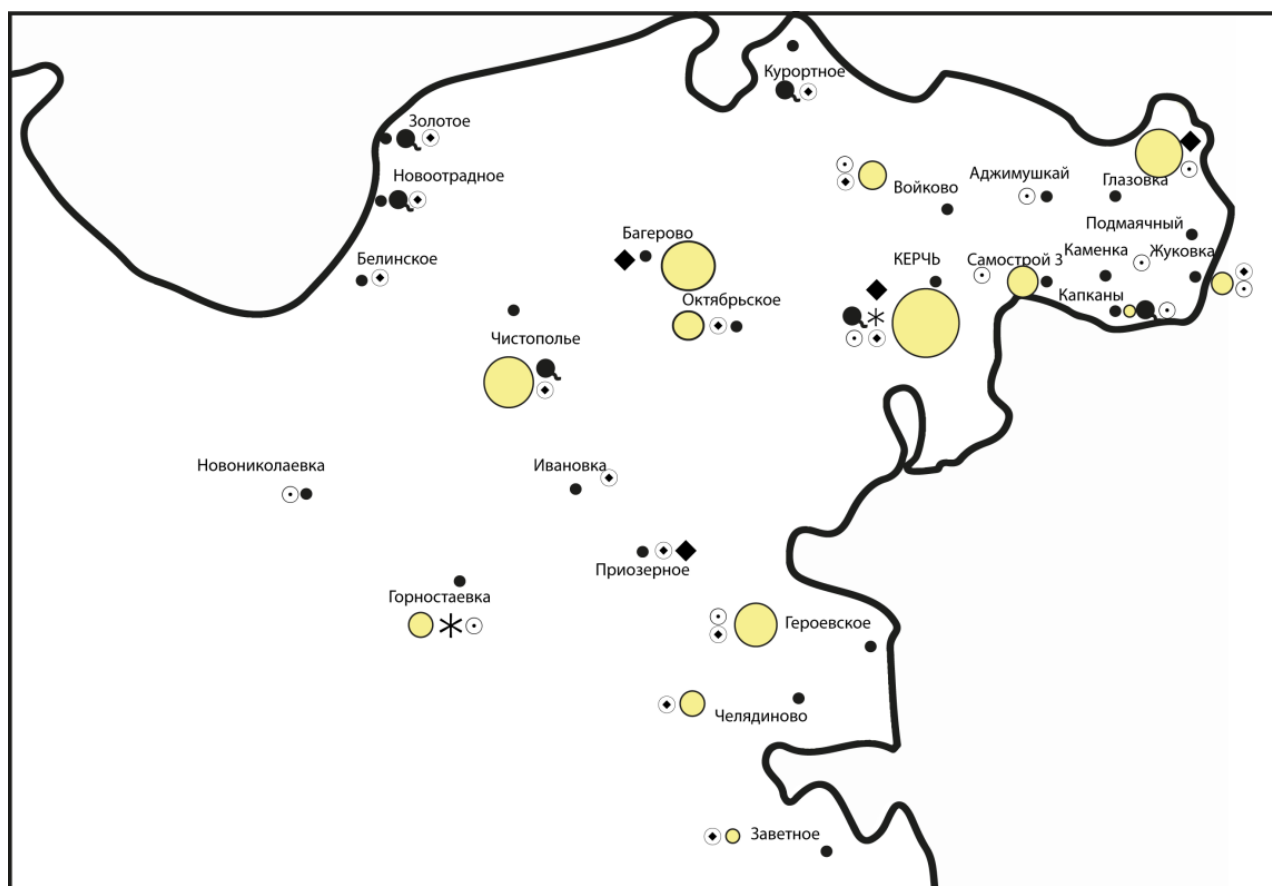 Курортное
Золотое
Новоотрадное
Войково
Аджимушкай
Глазовка
Подмаячный
Багерово
Белинское
КЕРЧЬ
Самострой 3
Каменка
Жуковка
Октябрьское
Капканы
Чистополье
Новониколаевка
Ивановка
Приозерное
Горностаевка
Героевское
Челядиново
Заветное